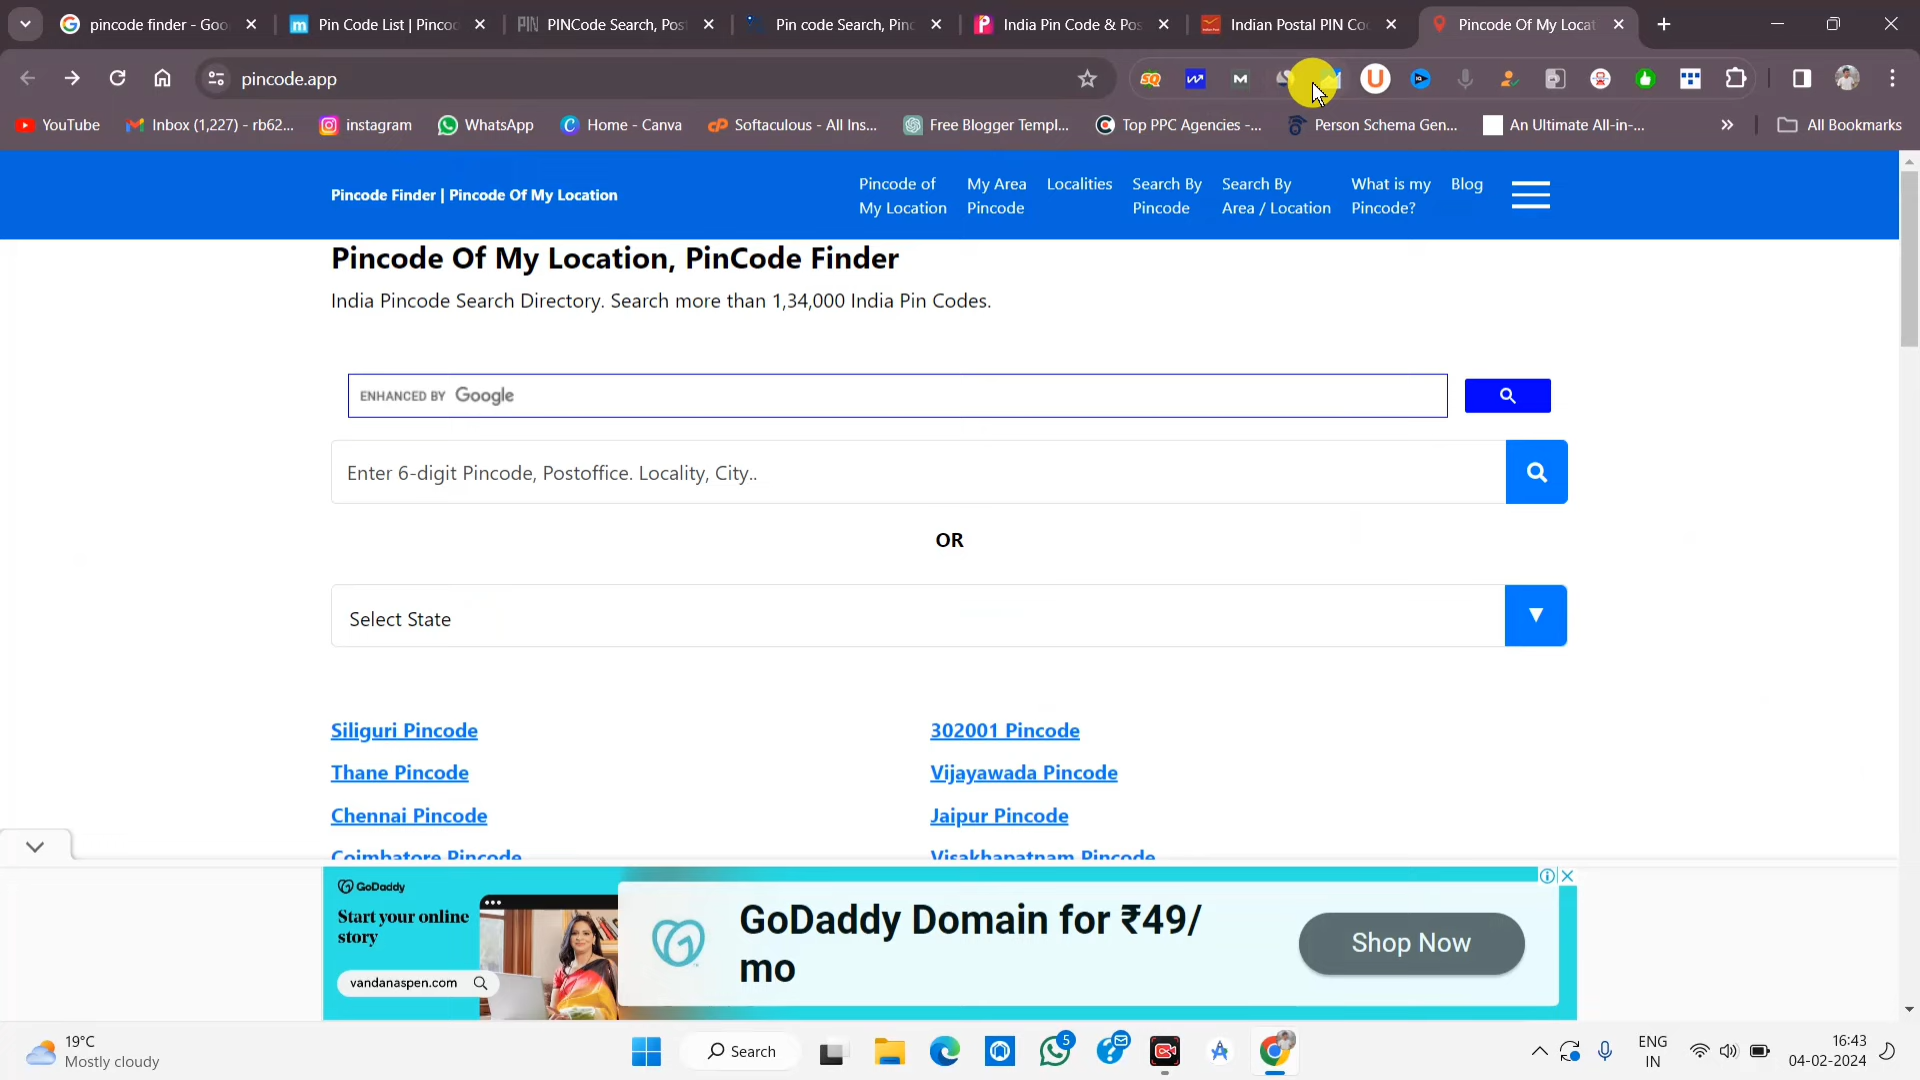 pincode finder - Goo
Pin Code List | Pincod
PINCode Search, Post
Pin code Search, Pinc
India Pin Code & Pos
Indian Postal PIN Co
Pincode Of My Locat
pincode.app
YouTube
Inbox (1,227) - rb62...
instagram
WhatsApp
Home - Canva
Softaculous - All Ins...
Free Blogger Templ...
Top PPC Agencies -...
Person Schema Gen...
An Ultimate All-in-...
All Bookmarks
Pincode Finder | Pincode Of My Location
Pincode of
My Location
My Area
Pincode
Localities
Search By
Pincode
Search By
Area / Location
What is my
Pincode?
Blog
Pincode Of My Location, PinCode Finder
India Pincode Search Directory. Search more than 1,34,000 India Pin Codes.
ENHANCED BY Google
Enter 6-digit Pincode, Postoffice. Locality, City..
OR
Select State
Siliguri Pincode
302001 Pincode
Thane Pincode
Vijayawada Pincode
Chennai Pincode
Jaipur Pincode
Coimbatore Pincode
Visakhapatnam Pincode
GoDaddy
Start your online
story
vandanaspen.com
GoDaddy Domain for ₹49/
mo
Shop Now
19°C
Mostly cloudy
Search
5
ENG
IN
16:43
04-02-2024